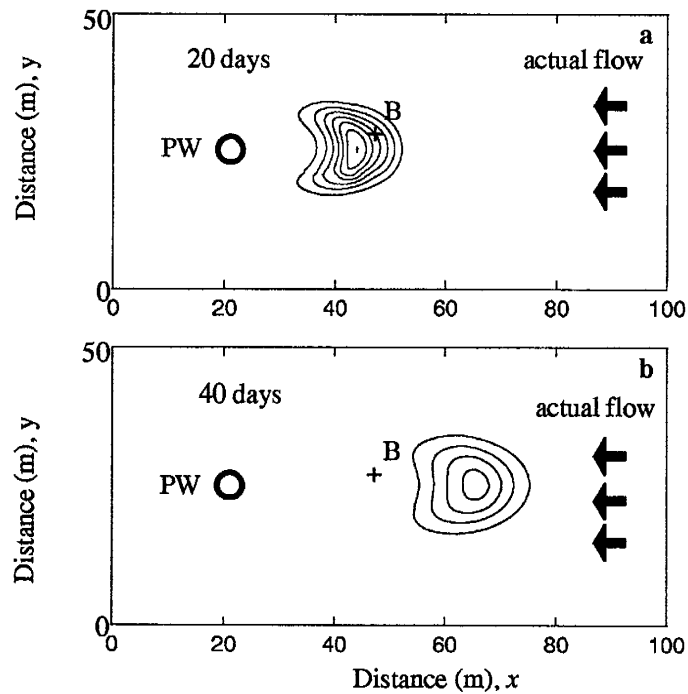 50
a
20 days
actual flow
B
PW
Distance (m), y
0
0 20 40 60 80 100
50
b
40 days
actual flow
B
PW
Distance (m), y
0
0 20 40 60 80 100
Distance (m), x